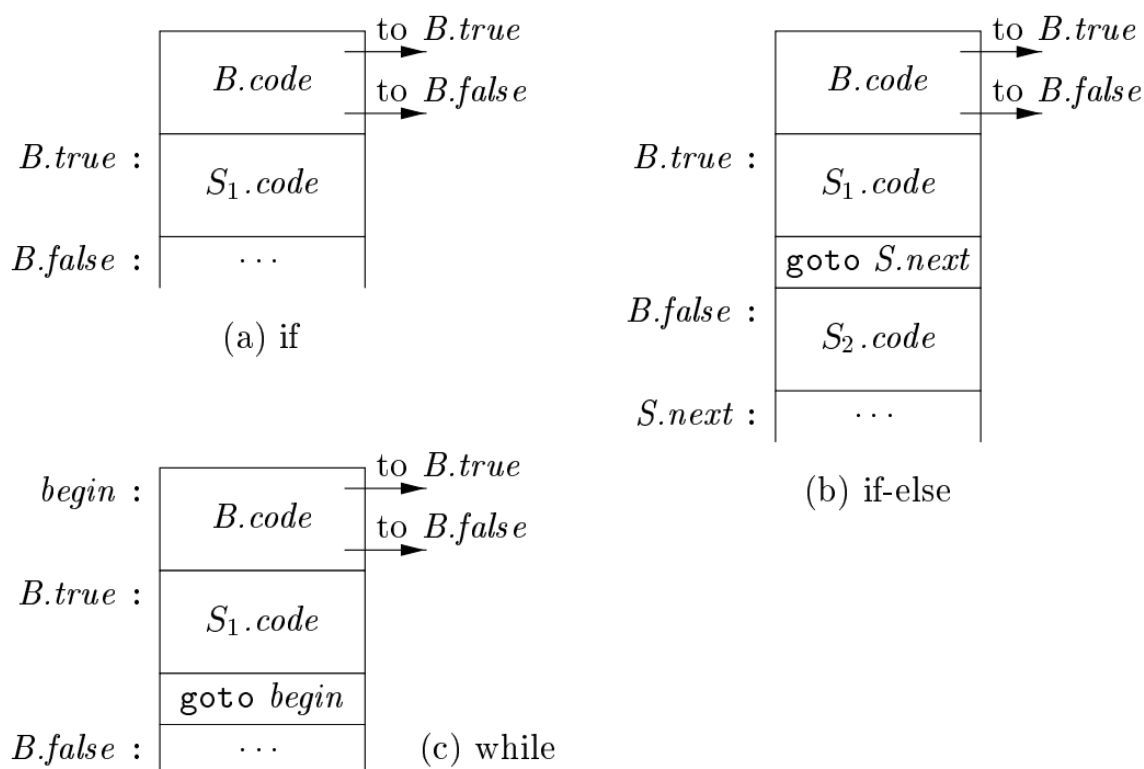 to B.true
B.code
to B.false
B.true :
S₁.code
B.false :
···
(a) if
to B.true
B.code
to B.false
B.true :
S₁.code
goto S.next
B.false :
S₂.code
S.next :
···
(b) if-else
begin :
to B.true
B.code
to B.false
B.true :
S₁.code
goto begin
B.false :
···
(c) while